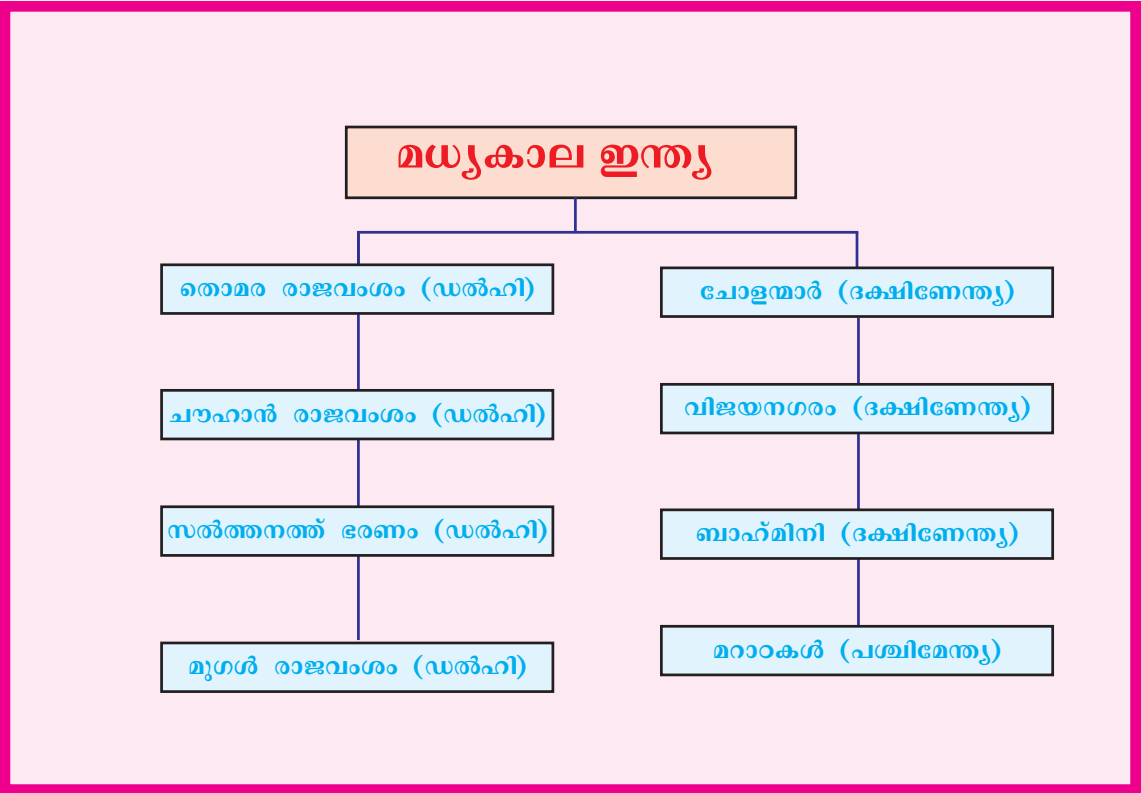 മധ്യകാല ഇന്ത്യ
തൊമര രാജവംശം (ഡൽഹി)
ചൗഹാൻ രാജവംശം (ഡൽഹി)
സൽത്തനത്ത് ഭരണം (ഡൽഹി)
മുഗൾ രാജവംശം (ഡൽഹി)
ചോളന്മാർ (ദക്ഷിണേന്ത്യ)
വിജയനഗരം (ദക്ഷിണേന്ത്യ)
ബാഹ്മിനി (ദക്ഷിണേന്ത്യ)
മറാഠകൾ (പശ്ചിമേന്ത്യ)